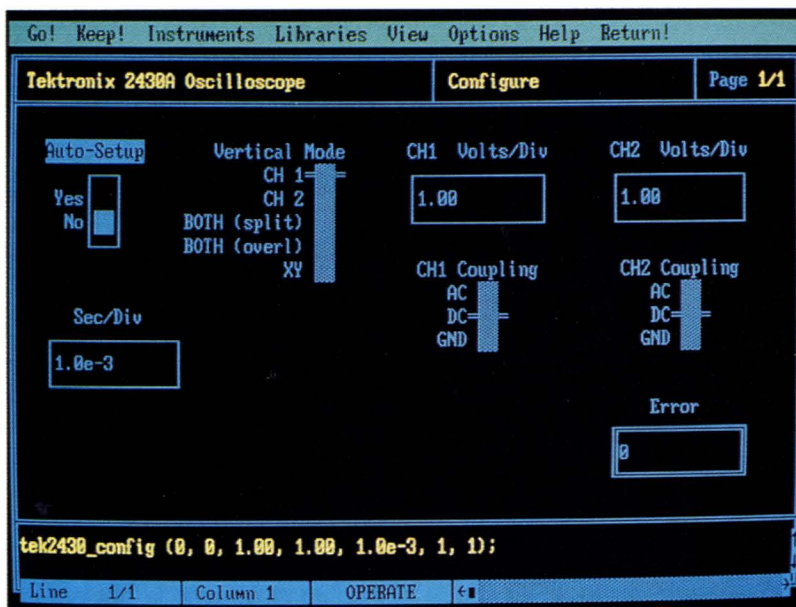 Go! Keep! Instruments Libraries View Options Help Return!
Tektronix 2430A Oscilloscope Configure Page 1/1
Auto-Setup
Yes
No
Vertical Mode
CH 1
CH 2
BOTH (split)
BOTH (overl)
XY
CH1 Volts/Div
1.00
CH2 Volts/Div
1.00
Sec/Div
1.0e-3
CH1 Coupling
AC
DC
GND
CH2 Coupling
AC
DC
GND
Error
0
tek2430_config (0, 0, 1.00, 1.00, 1.0e-3, 1, 1);
Line 1/1 Column 1 OPERATE